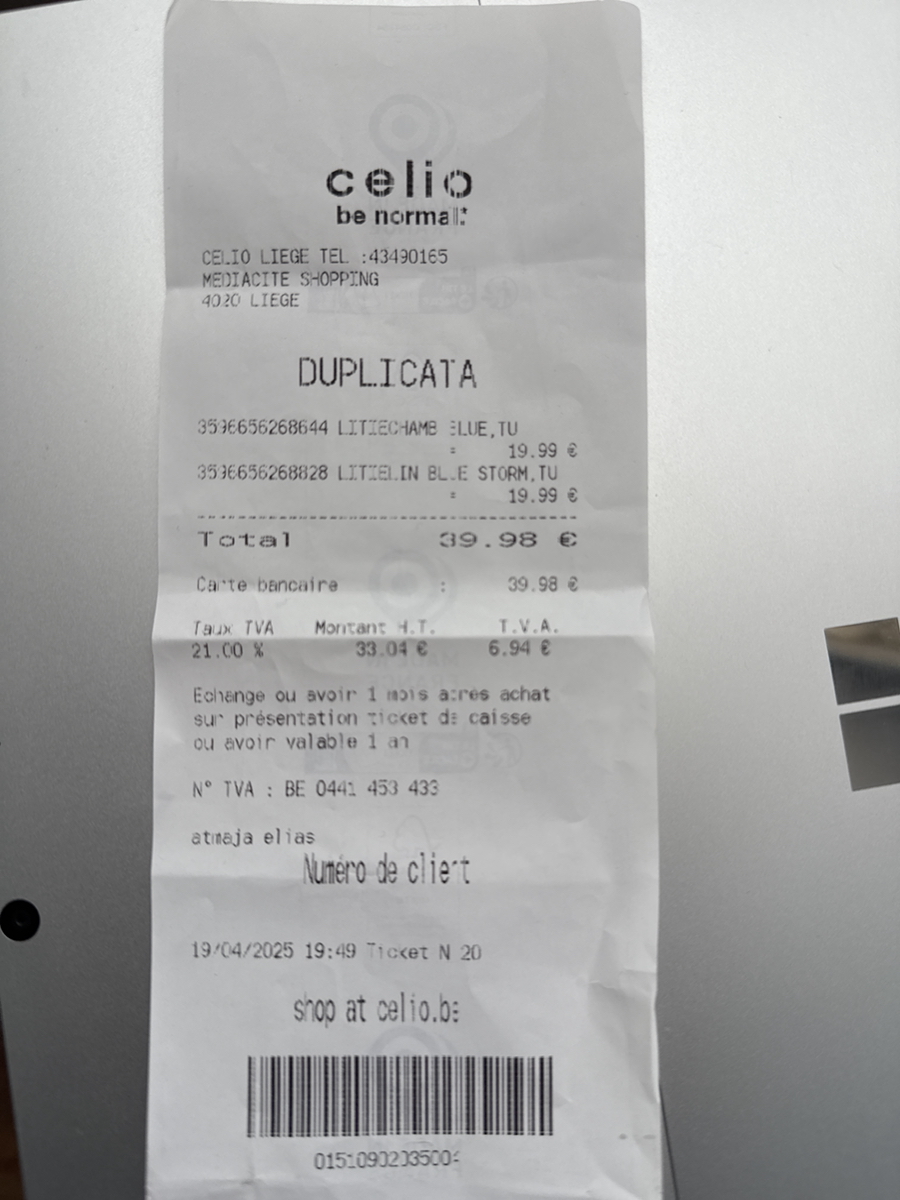 celio
be normal*
CELIO LIEGE TEL :43490165
MEDIACITE SHOPPING
4020 LIEGE
DUPLICATA
3596656268644 LITIECHAMB BLUE,TU
= 19.99 €
3596656268828 LITIELIN BLUE STORM,TU
= 19.99 €
Total 39.98 €
Carte bancaire : 39.98 €
Taux TVA Montant H.T. T.V.A.
21.00 % 33.04 € 6.94 €
Echange ou avoir 1 mois apres achat
sur présentation ticket de caisse
ou avoir valable 1 an
N° TVA : BE 0441 453 433
atmaja elias
Numéro de client
19/04/2025 19:49 Ticket N 20
shop at celio.be